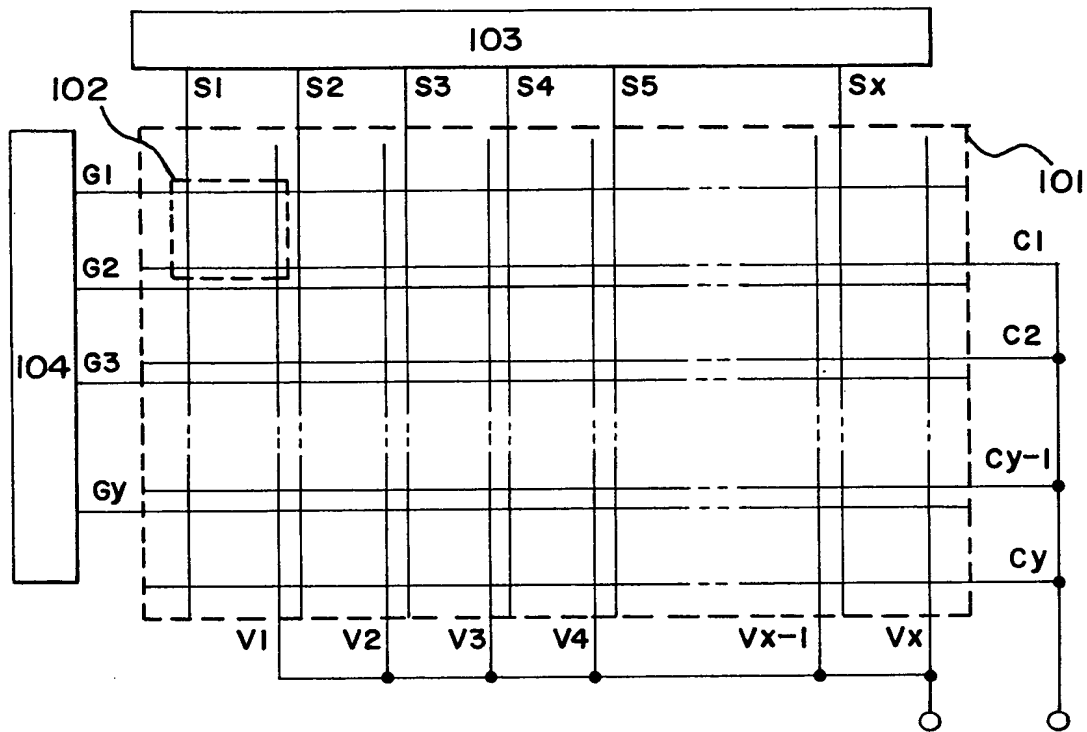 103
102
S1 S2 S3 S4 S5 Sx
G1
101
C1
G2
C2
104
G3
Cy-1
Gy
Cy
V1 V2 V3 V4 Vx-1 Vx